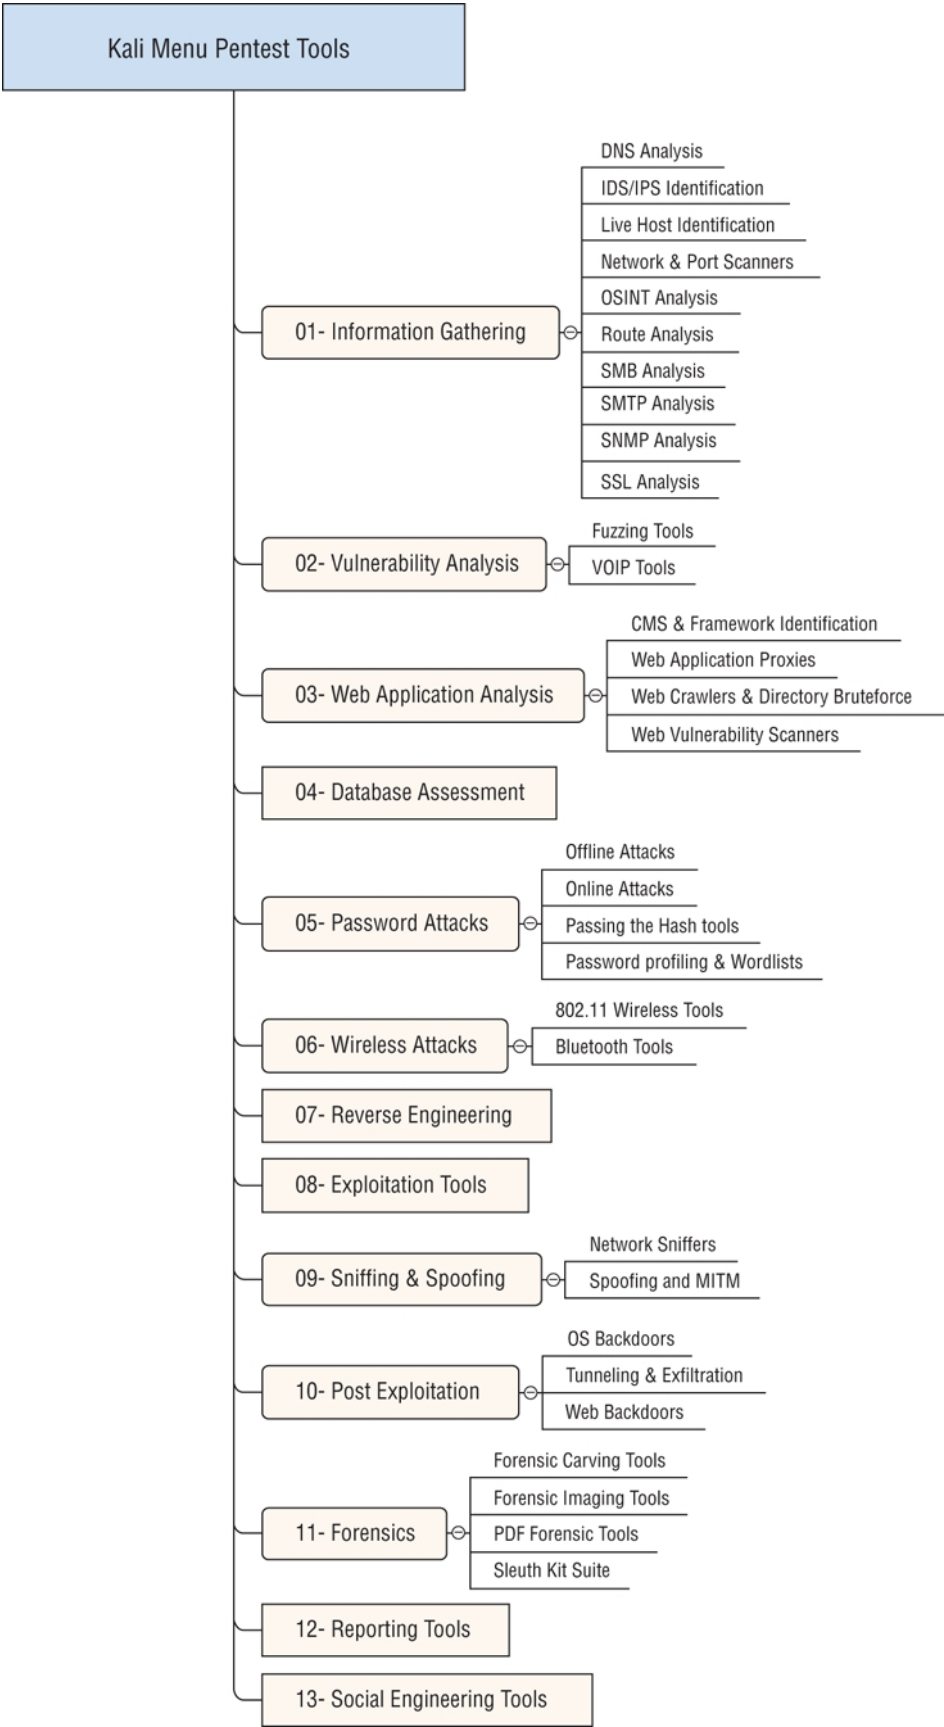 Kali Menu Pentest Tools
01- Information Gathering
DNS Analysis
IDS/IPS Identification
Live Host Identification
Network & Port Scanners
OSINT Analysis
Route Analysis
SMB Analysis
SMTP Analysis
SNMP Analysis
SSL Analysis
02- Vulnerability Analysis
Fuzzing Tools
VOIP Tools
03- Web Application Analysis
CMS & Framework Identification
Web Application Proxies
Web Crawlers & Directory Bruteforce
Web Vulnerability Scanners
04- Database Assessment
05- Password Attacks
Offline Attacks
Online Attacks
Passing the Hash tools
Password profiling & Wordlists
06- Wireless Attacks
802.11 Wireless Tools
Bluetooth Tools
07- Reverse Engineering
08- Exploitation Tools
09- Sniffing & Spoofing
Network Sniffers
Spoofing and MITM
10- Post Exploitation
OS Backdoors
Tunneling & Exfiltration
Web Backdoors
11- Forensics
Forensic Carving Tools
Forensic Imaging Tools
PDF Forensic Tools
Sleuth Kit Suite
12- Reporting Tools
13- Social Engineering Tools